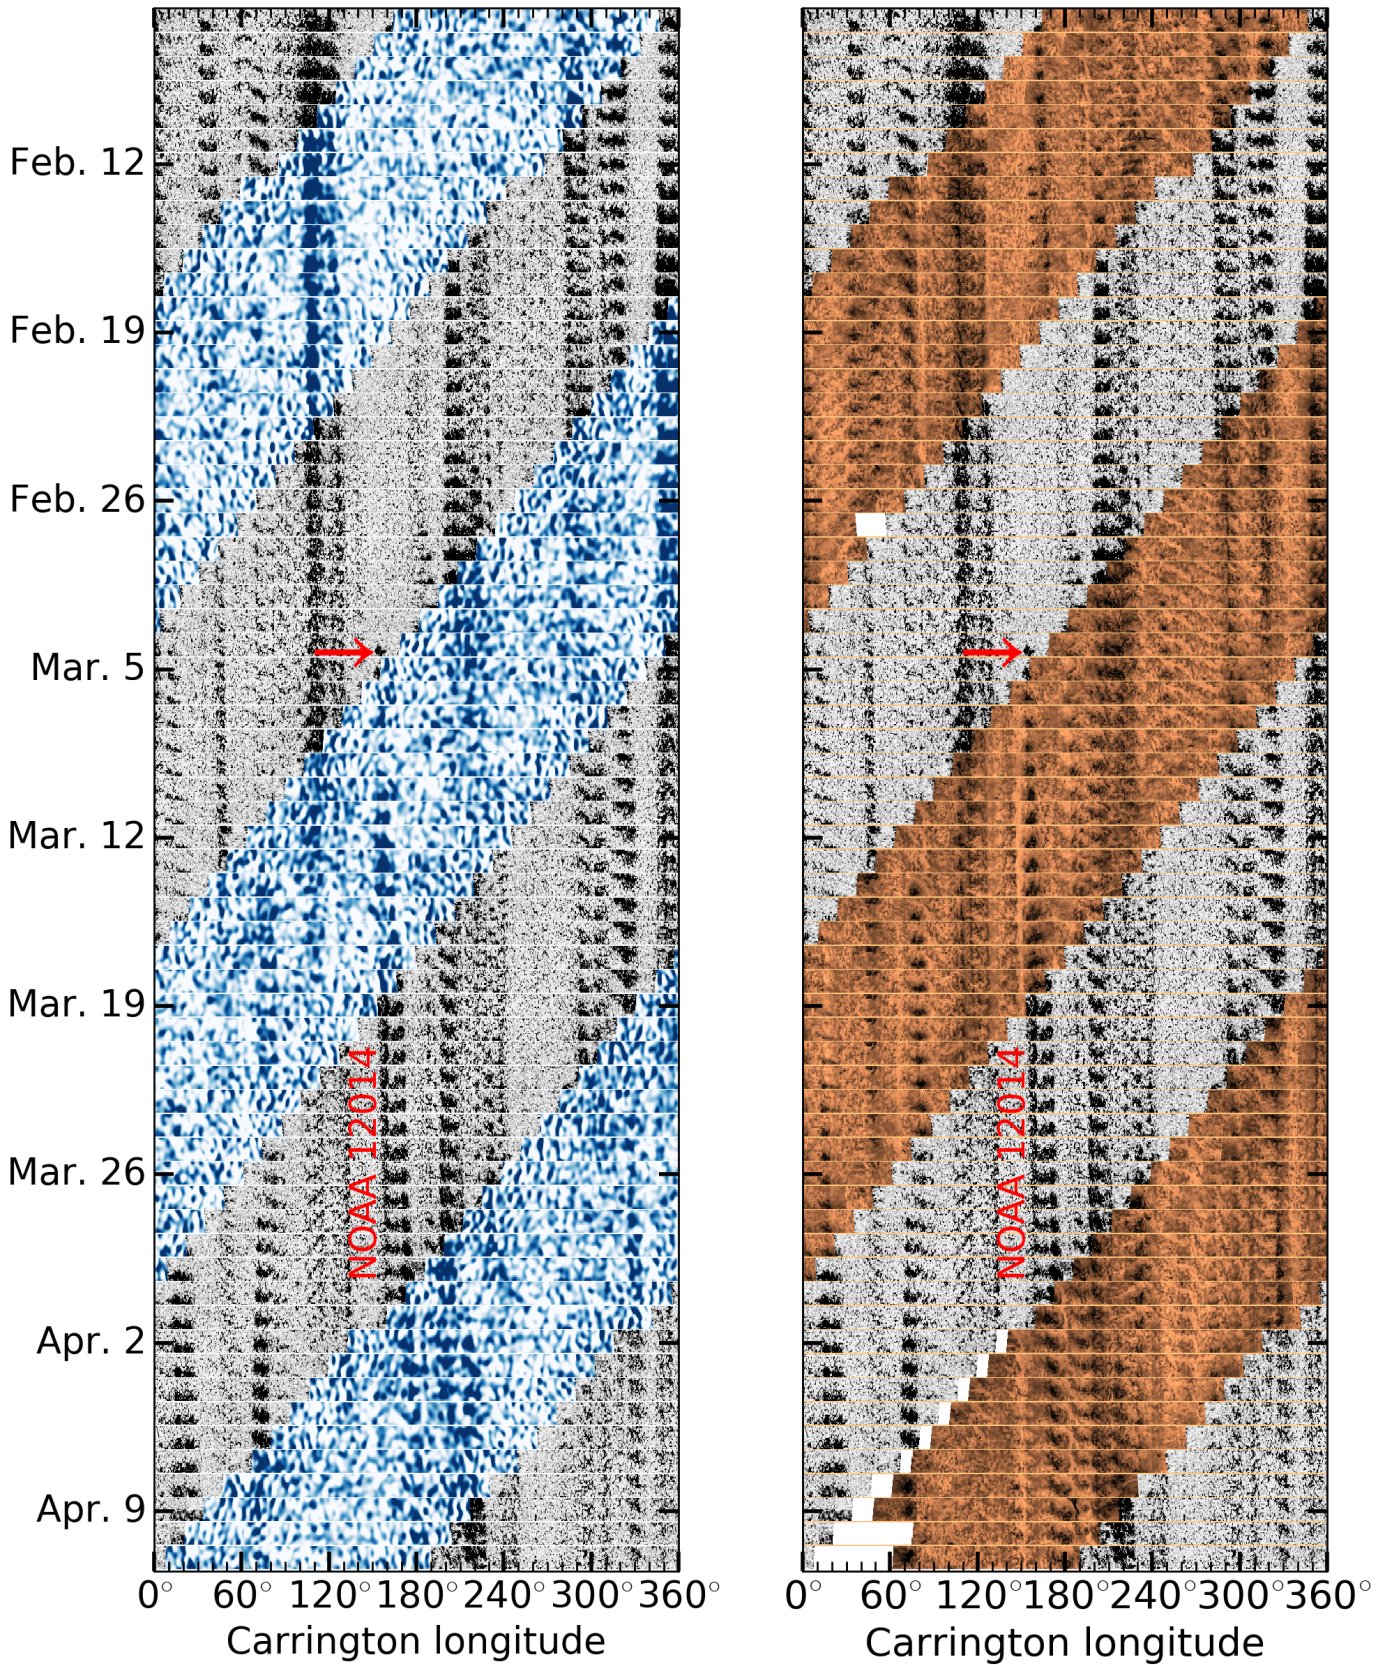 Feb. 12
Feb. 19
Feb. 26
Mar. 5
Mar. 12
Mar. 19
Mar. 26
Apr. 2
Apr. 9
NOAA 12014
0° 60° 120° 180° 240° 300° 360°
Carrington longitude
NOAA 12014
0° 60° 120° 180° 240° 300° 360°
Carrington longitude